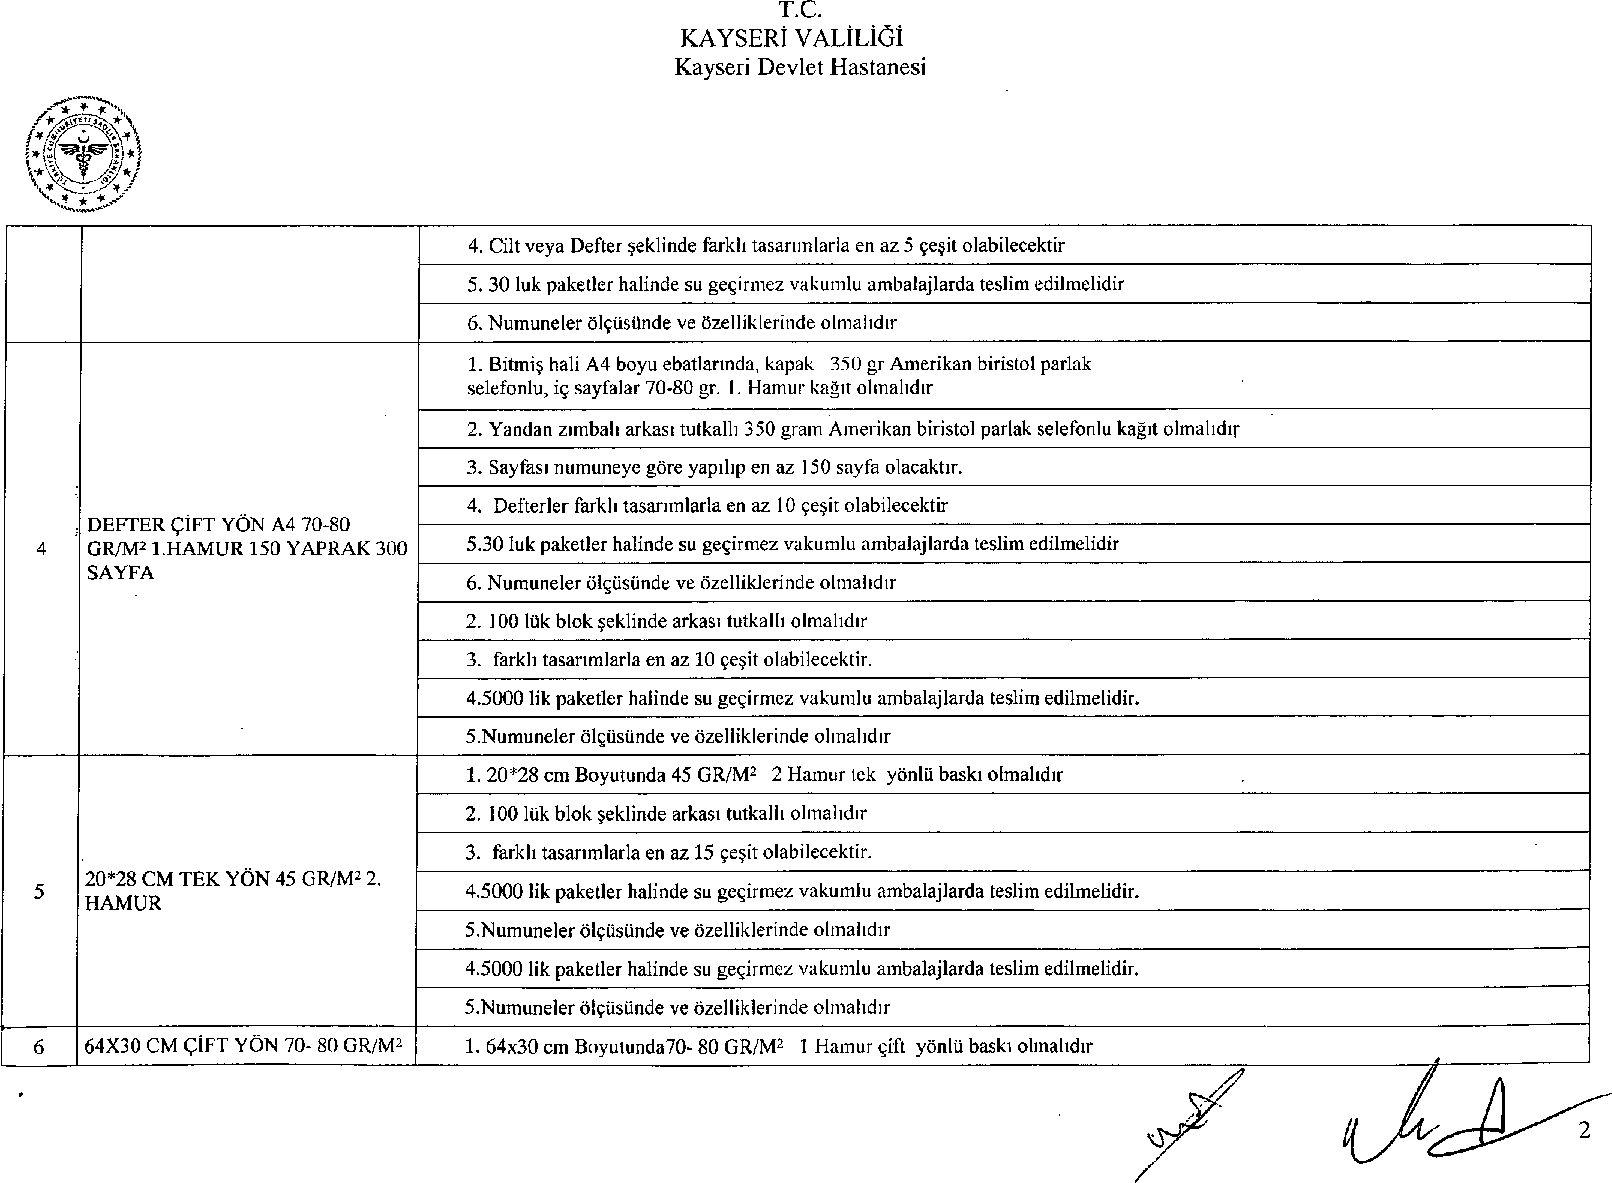 T.C.
KAYSERİ VALİLİĞİ
Kayseri Devlet Hastanesi
4. Cilt veya Defter şeklinde farklı tasarımlarla en az 5 çeşit olabilecektir
5. 30 luk paketler halinde su geçirmez vakumlu ambalajlarda teslim edilmelidir
6. Numuneler ölçüsünde ve özelliklerinde olmalıdır
4
DEFTER ÇİFT YÖN A4 70-80
GR/M² 1.HAMUR 150 YAPRAK 300
SAYFA
1. Bitmiş hali A4 boyu ebatlarında, kapak 350 gr Amerikan biristol parlak
selefonlu, iç sayfalar 70-80 gr. 1. Hamur kağıt olmalıdır
2. Yandan zımbalı arkası tutkallı 350 gram Amerikan biristol parlak selefonlu kağıt olmalıdır
3. Sayfası numuneye göre yapılıp en az 150 sayfa olacaktır.
4. Defterler farklı tasarımlarla en az 10 çeşit olabilecektir
5.30 luk paketler halinde su geçirmez vakumlu ambalajlarda teslim edilmelidir
6. Numuneler ölçüsünde ve özelliklerinde olmalıdır
2. 100 lük blok şeklinde arkası tutkallı olmalıdır
3. farklı tasarımlarla en az 10 çeşit olabilecektir.
4.5000 lik paketler halinde su geçirmez vakumlu ambalajlarda teslim edilmelidir.
5.Numuneler ölçüsünde ve özelliklerinde olmalıdır
5
20*28 CM TEK YÖN 45 GR/M² 2.
HAMUR
1. 20*28 cm Boyutunda 45 GR/M² 2 Hamur tek yönlü baskı olmalıdır
2. 100 lük blok şeklinde arkası tutkallı olmalıdır
3. farklı tasarımlarla en az 15 çeşit olabilecektir.
4.5000 lik paketler halinde su geçirmez vakumlu ambalajlarda teslim edilmelidir.
5.Numuneler ölçüsünde ve özelliklerinde olmalıdır
4.5000 lik paketler halinde su geçirmez vakumlu ambalajlarda teslim edilmelidir.
5.Numuneler ölçüsünde ve özelliklerinde olmalıdır
6
64X30 CM ÇİFT YÖN 70- 80 GR/M²
1. 64x30 cm Boyutunda70- 80 GR/M² 1 Hamur çift yönlü baskı olmalıdır
2